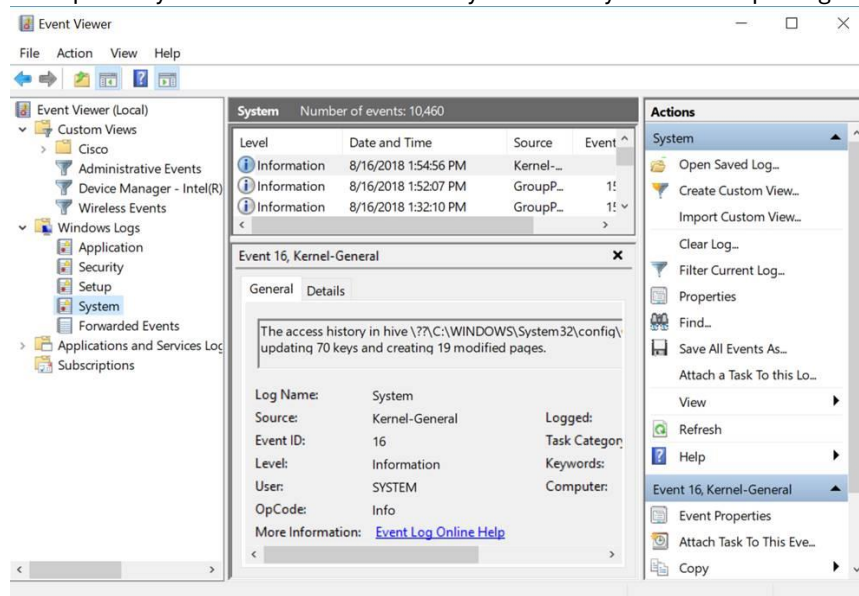 Event Viewer
File Action View Help
Event Viewer (Local)
Custom Views
Cisco
Administrative Events
Device Manager - Intel(R)
Wireless Events
Windows Logs
Application
Security
Setup
System
Forwarded Events
Applications and Services Log
Subscriptions
System Number of events: 10,460
Level Date and Time Source Event
Information 8/16/2018 1:54:56 PM Kernel-...
Information 8/16/2018 1:52:07 PM GroupP... 15
Information 8/16/2018 1:32:10 PM GroupP... 15
Event 16, Kernel-General
General Details
The access history in hive \??\C:\WINDOWS\System32\config\
updating 70 keys and creating 19 modified pages.
Log Name: System
Source: Kernel-General Logged:
Event ID: 16 Task Category
Level: Information Keywords:
User: SYSTEM Computer:
OpCode: Info
More Information: Event Log Online Help
Actions
System
Open Saved Log...
Create Custom View...
Import Custom View...
Clear Log...
Filter Current Log...
Properties
Find...
Save All Events As...
Attach a Task To this Lo...
View
Refresh
Help
Event 16, Kernel-General
Event Properties
Attach Task To This Eve...
Copy